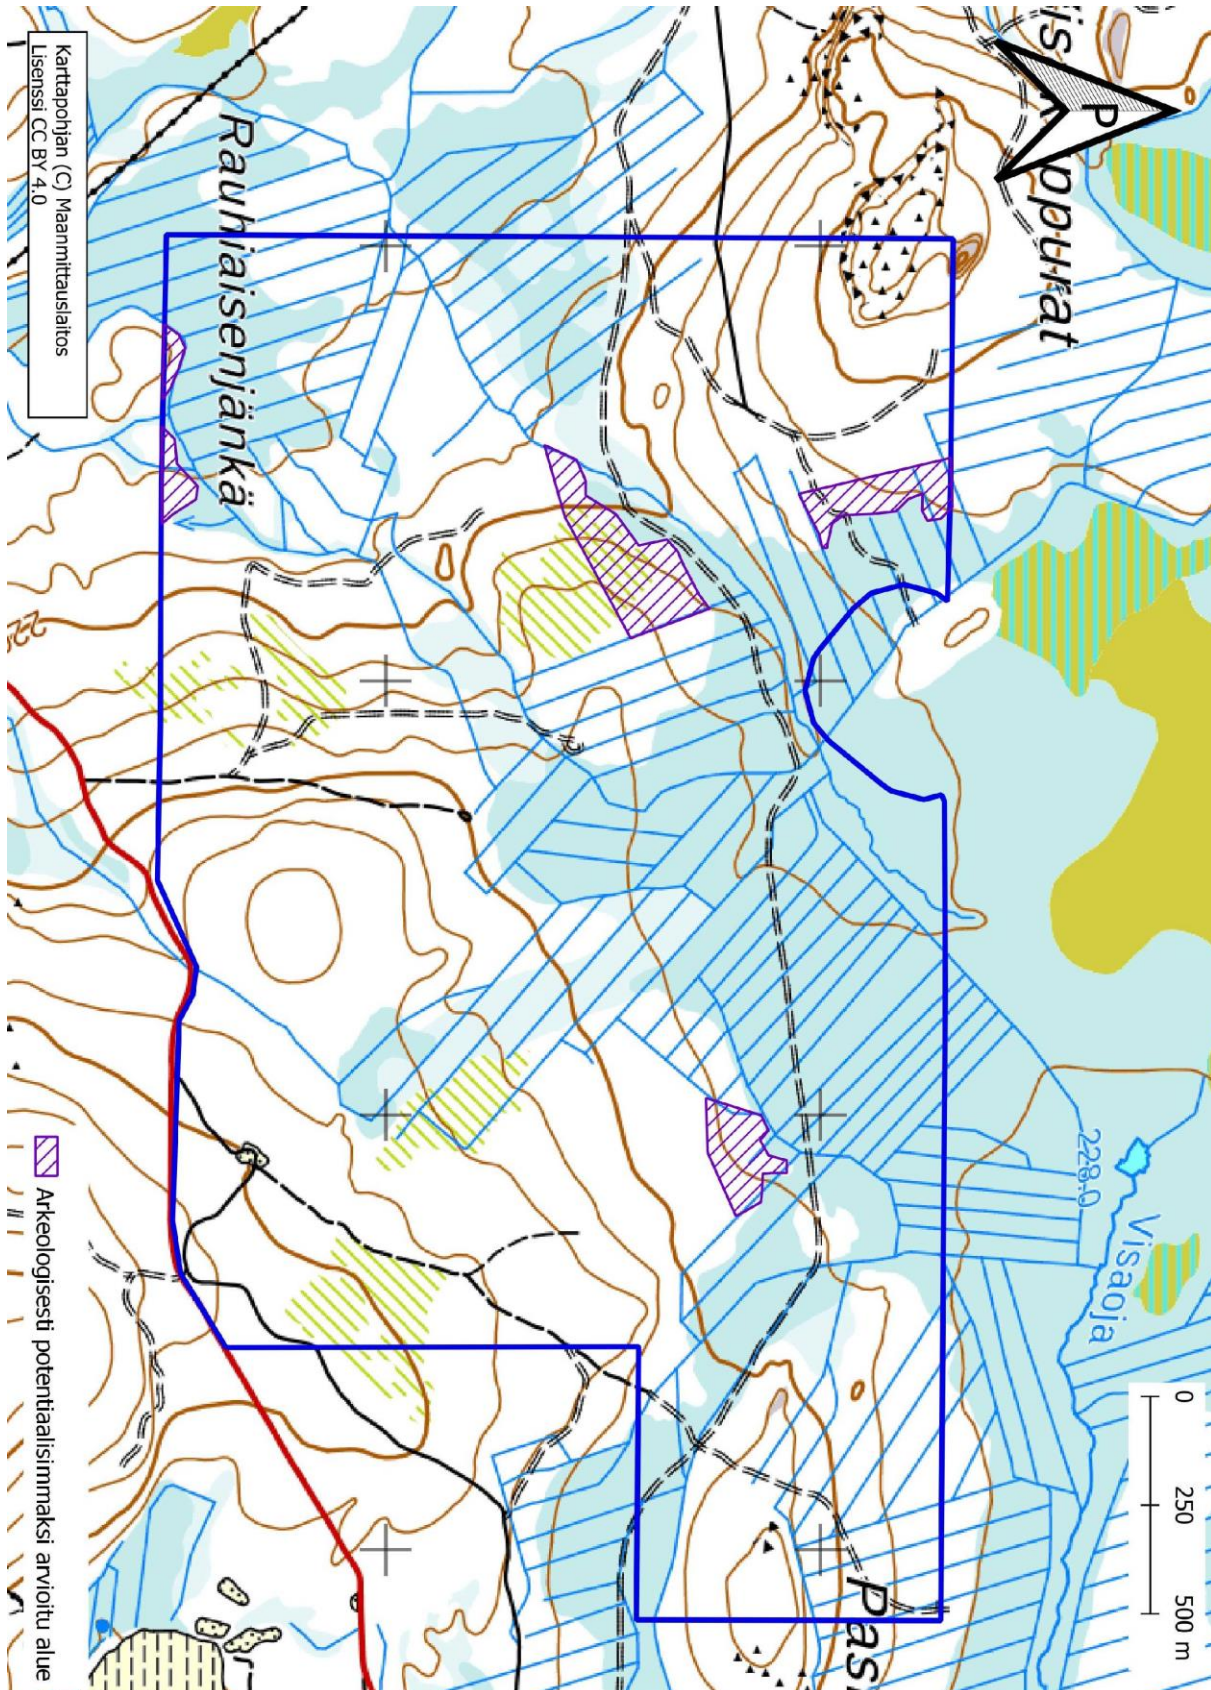 P
0 250 500 m
Visaoja
228.0
Rauhiaisenjänkä
Karttapohjan (C) Maanmittauslaitos
Lisenssi CC BY 4.0
Arkeologisesti potentiaalisimmaksi arvioitu alue